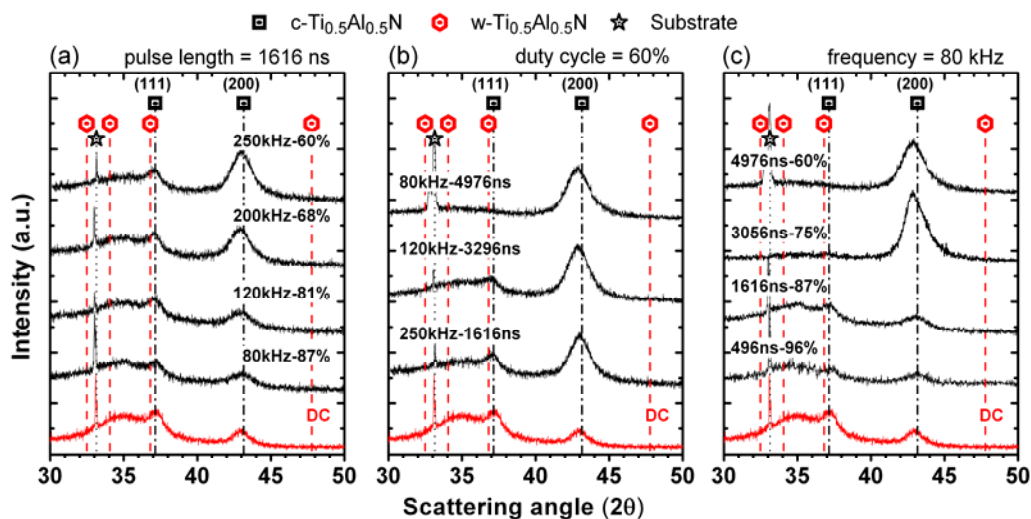 c-Ti0.5Al0.5N w-Ti0.5Al0.5N Substrate
(a) pulse length = 1616 ns
(111) (200)
250kHz-60%
200kHz-68%
120kHz-81%
80kHz-87%
DC
30 35 40 45 50
(b) duty cycle = 60%
(111) (200)
80kHz-4976ns
120kHz-3296ns
250kHz-1616ns
DC
30 35 40 45 50
(c) frequency = 80 kHz
(111) (200)
4976ns-60%
3056ns-75%
1616ns-87%
496ns-96%
DC
30 35 40 45 50
Intensity (a.u.)
Scattering angle (2θ)